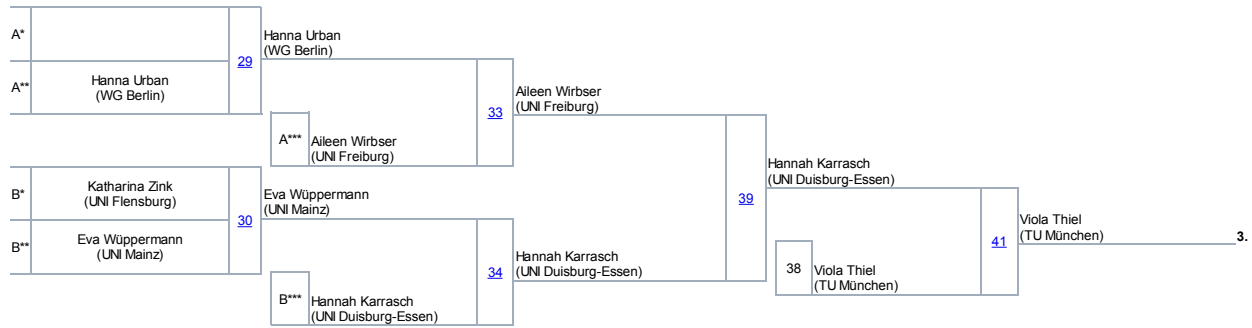 A*
Hanna Urban
(WG Berlin)
29
A**
Hanna Urban
(WG Berlin)
Aileen Wirbser
(UNI Freiburg)
33
A***
Aileen Wirbser
(UNI Freiburg)
Hannah Karrasch
(UNI Duisburg-Essen)
B*
Katharina Zink
(UNI Flensburg)
Eva Wüppermann
(UNI Mainz)
39
30
Viola Thiel
(TU München)
3.
B**
Eva Wüppermann
(UNI Mainz)
41
Hannah Karrasch
(UNI Duisburg-Essen)
34
38
Viola Thiel
(TU München)
B***
Hannah Karrasch
(UNI Duisburg-Essen)